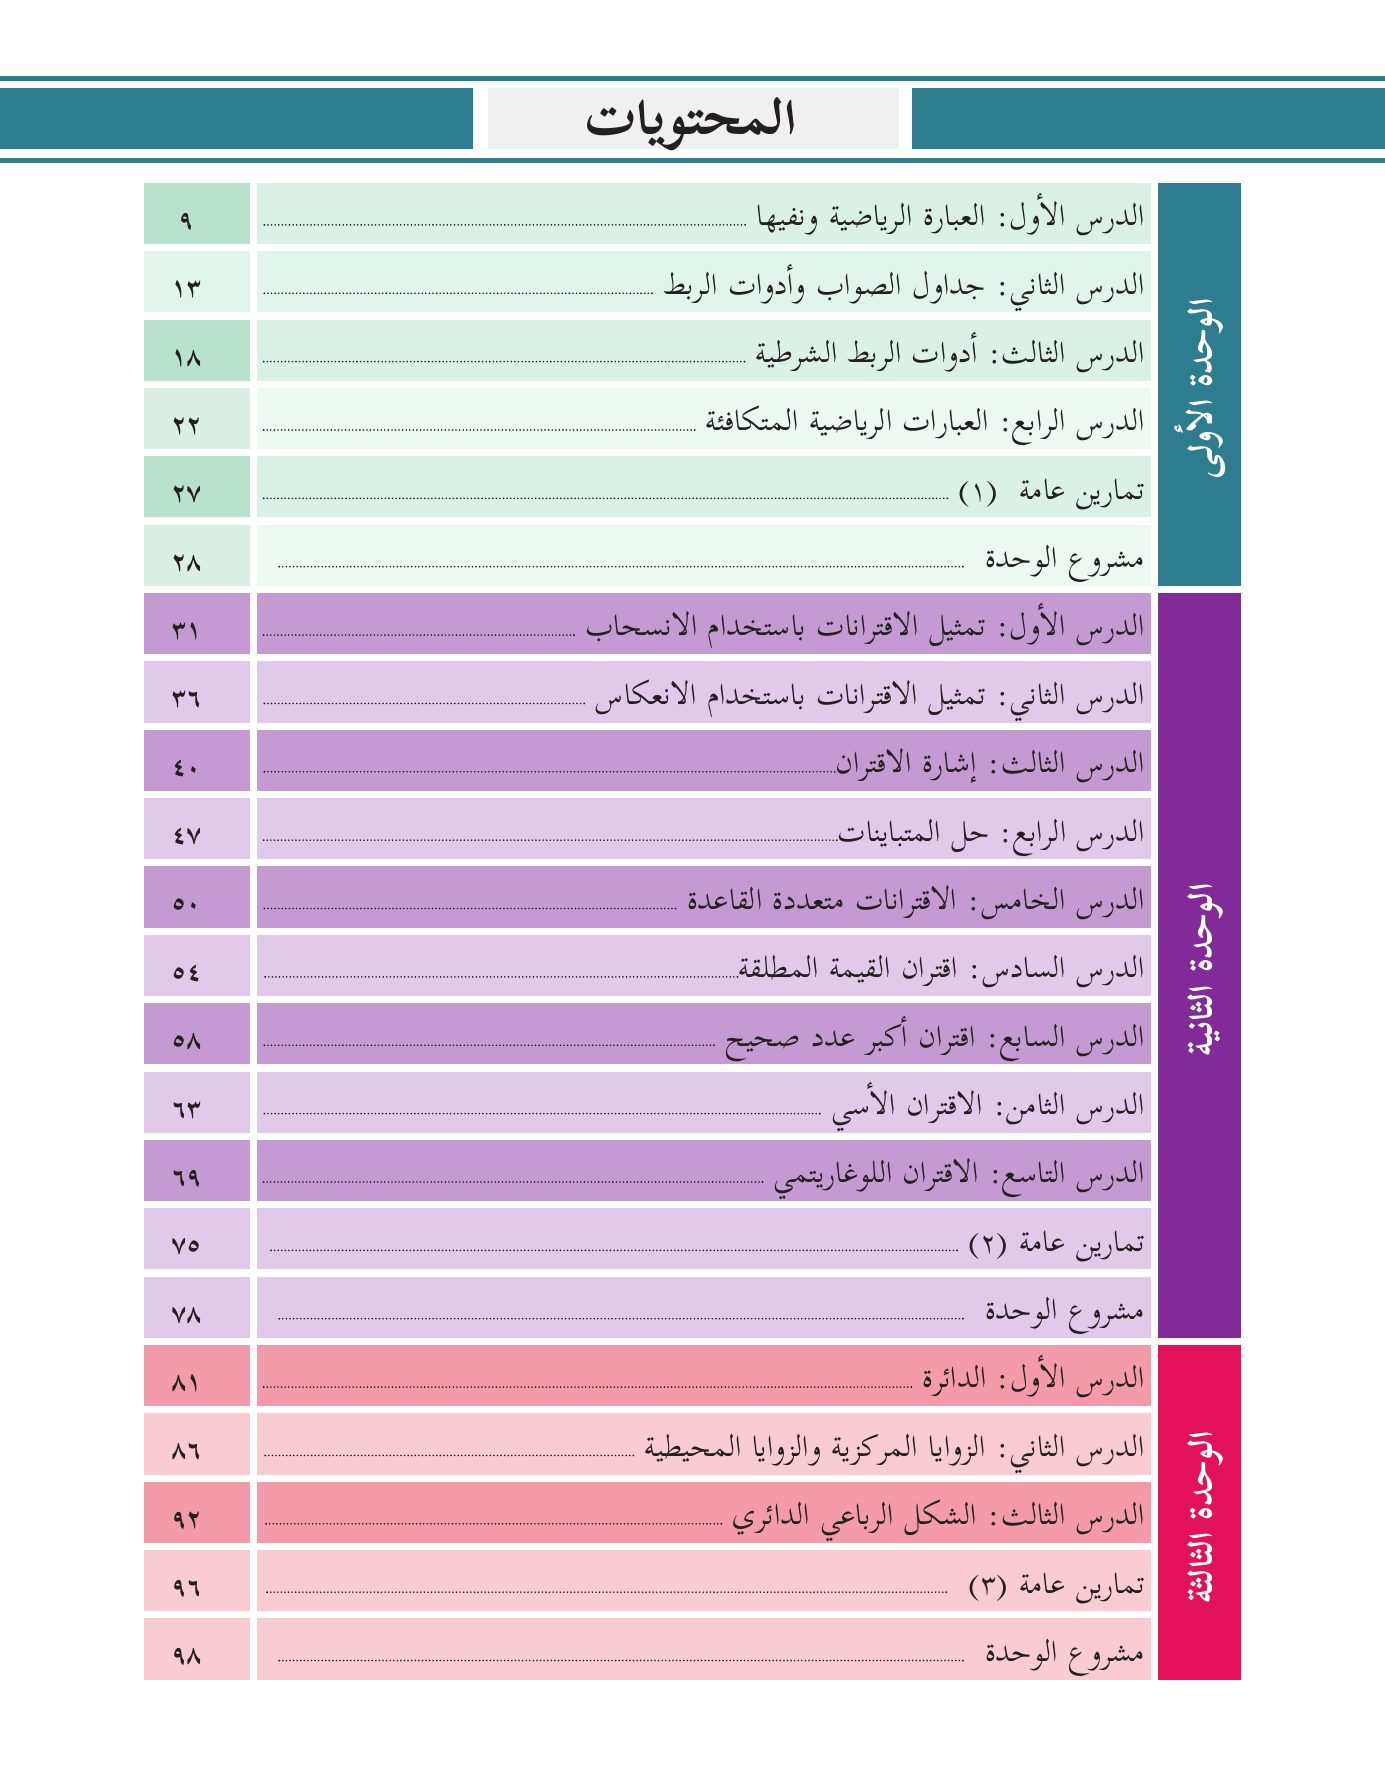 المحتويات
الوحدة الأولى
الدرس الأول: العبارة الرياضية ونفيها ٩
الدرس الثاني: جداول الصواب وأدوات الربط ١٣
الدرس الثالث: أدوات الربط الشرطية ١٨
الدرس الرابع: العبارات الرياضية المتكافئة ٢٢
تمارين عامة (١) ٢٧
مشروع الوحدة ٢٨
الوحدة الثانية
الدرس الأول: تمثيل الاقترانات باستخدام الانسحاب ٣١
الدرس الثاني: تمثيل الاقترانات باستخدام الانعكاس ٣٦
الدرس الثالث: إشارة الاقتران ٤٠
الدرس الرابع: حل المتباينات ٤٧
الدرس الخامس: الاقترانات متعددة القاعدة ٥٠
الدرس السادس: اقتران القيمة المطلقة ٥٤
الدرس السابع: اقتران أكبر عدد صحيح ٥٨
الدرس الثامن: الاقتران الأسي ٦٣
الدرس التاسع: الاقتران اللوغاريتمي ٦٩
تمارين عامة (٢) ٧٥
مشروع الوحدة ٧٨
الوحدة الثالثة
الدرس الأول: الدائرة ٨١
الدرس الثاني: الزوايا المركزية والزوايا المحيطية ٨٦
الدرس الثالث: الشكل الرباعي الدائري ٩٢
تمارين عامة (٣) ٩٦
مشروع الوحدة ٩٨